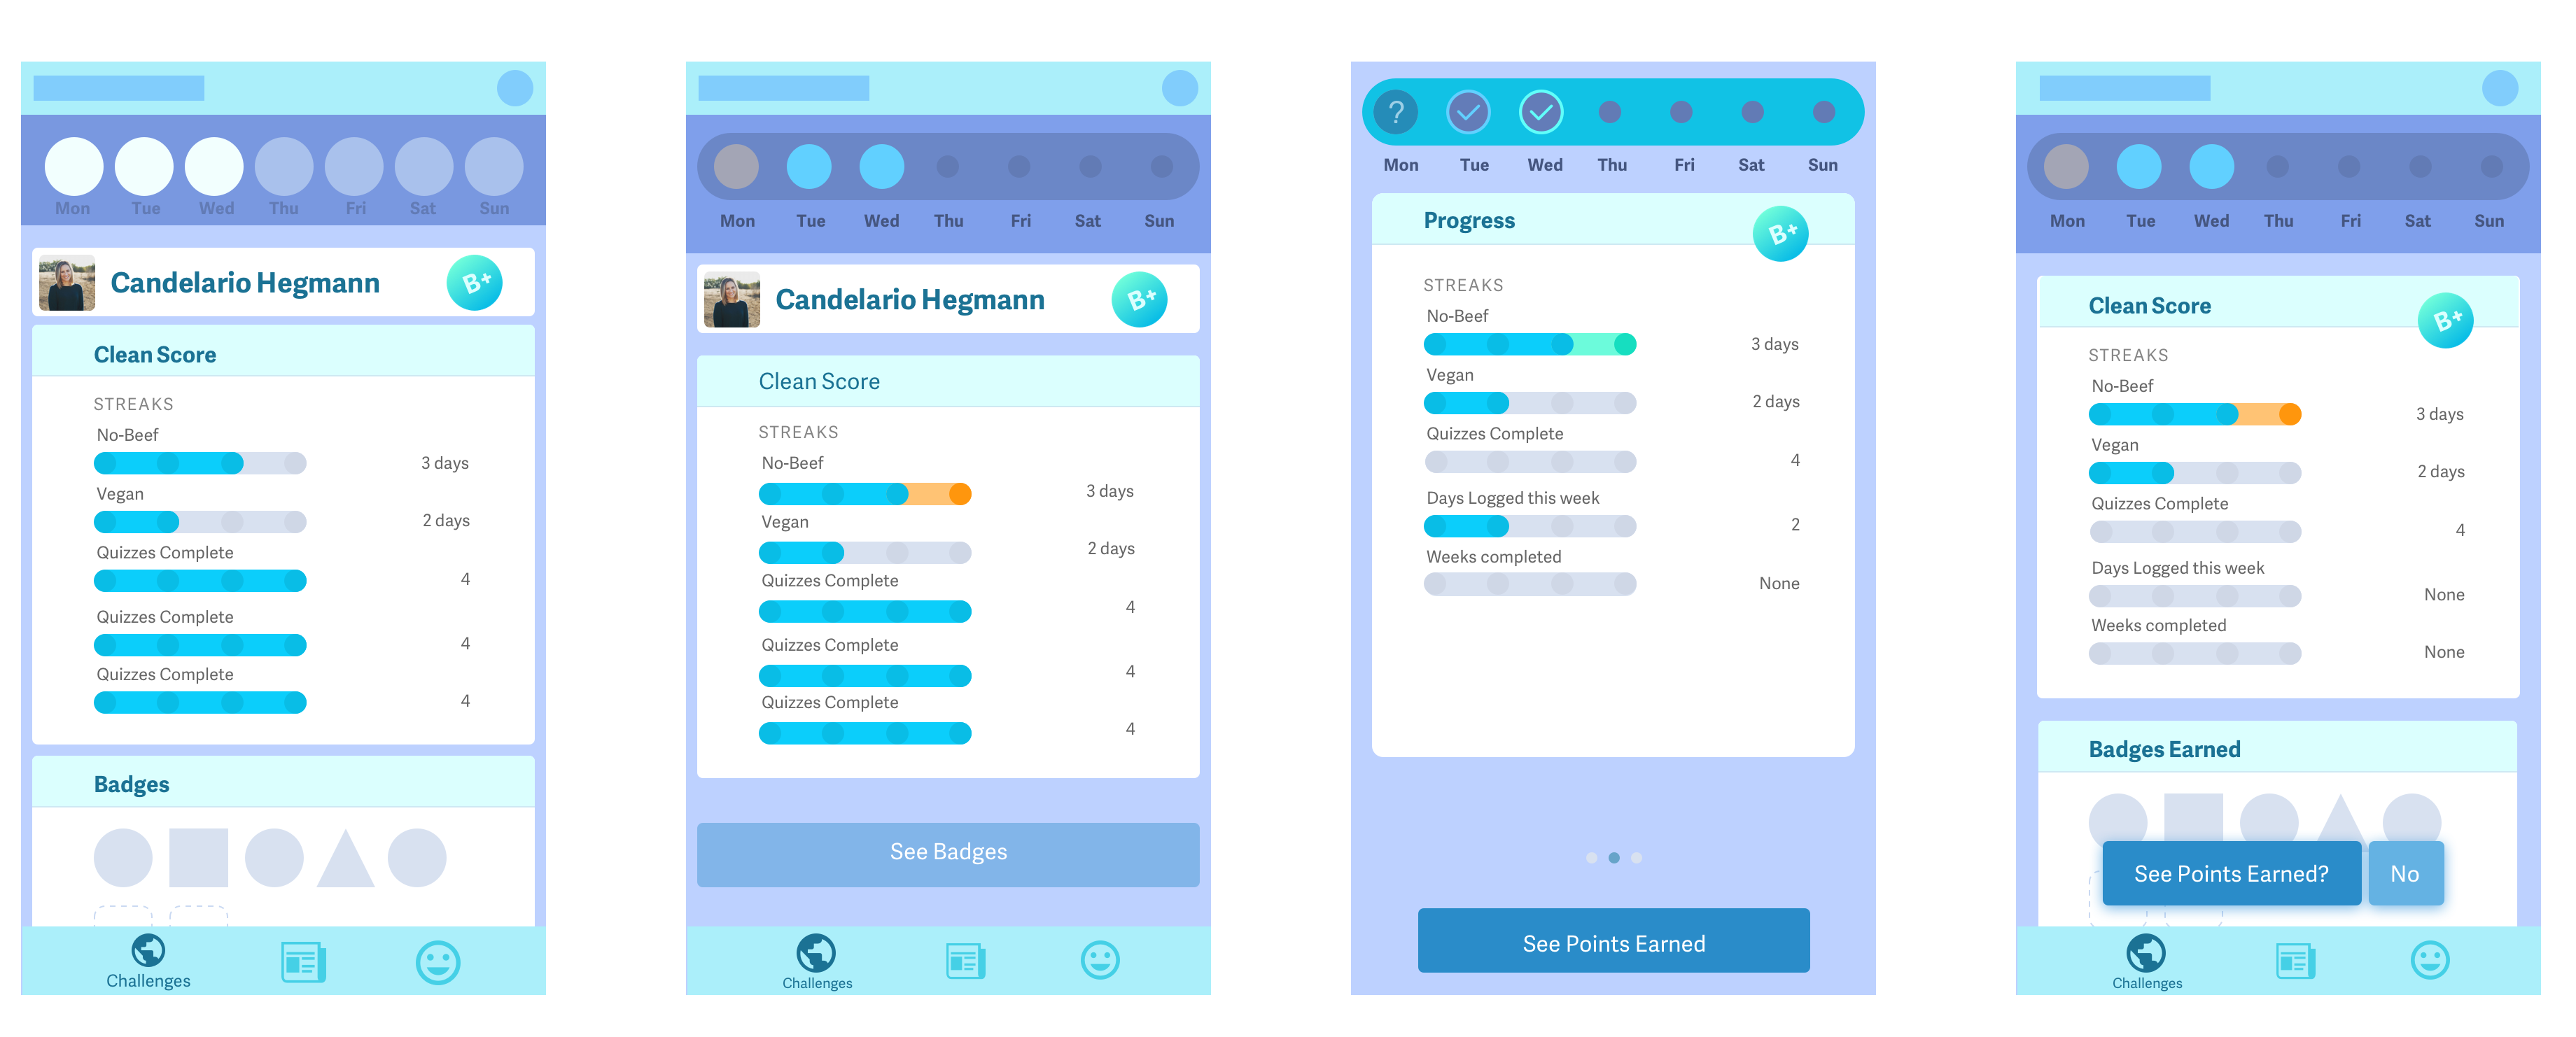 Mon Tue Wed Thu Fri Sat Sun
Candelario Hegmann B+
Clean Score
STREAKS
No-Beef
3 days
Vegan
2 days
Quizzes Complete
4
Quizzes Complete
4
Quizzes Complete
4
Badges
Challenges
Mon Tue Wed Thu Fri Sat Sun
Candelario Hegmann B+
Clean Score
STREAKS
No-Beef
3 days
Vegan
2 days
Quizzes Complete
4
Quizzes Complete
4
Quizzes Complete
4
See Badges
Challenges
?
Mon Tue Wed Thu Fri Sat Sun
Progress B+
STREAKS
No-Beef
3 days
Vegan
2 days
Quizzes Complete
4
Days Logged this week
2
Weeks completed
None
See Points Earned
Mon Tue Wed Thu Fri Sat Sun
Clean Score B+
STREAKS
No-Beef
3 days
Vegan
2 days
Quizzes Complete
4
Days Logged this week
None
Weeks completed
None
Badges Earned
See Points Earned? No
Challenges